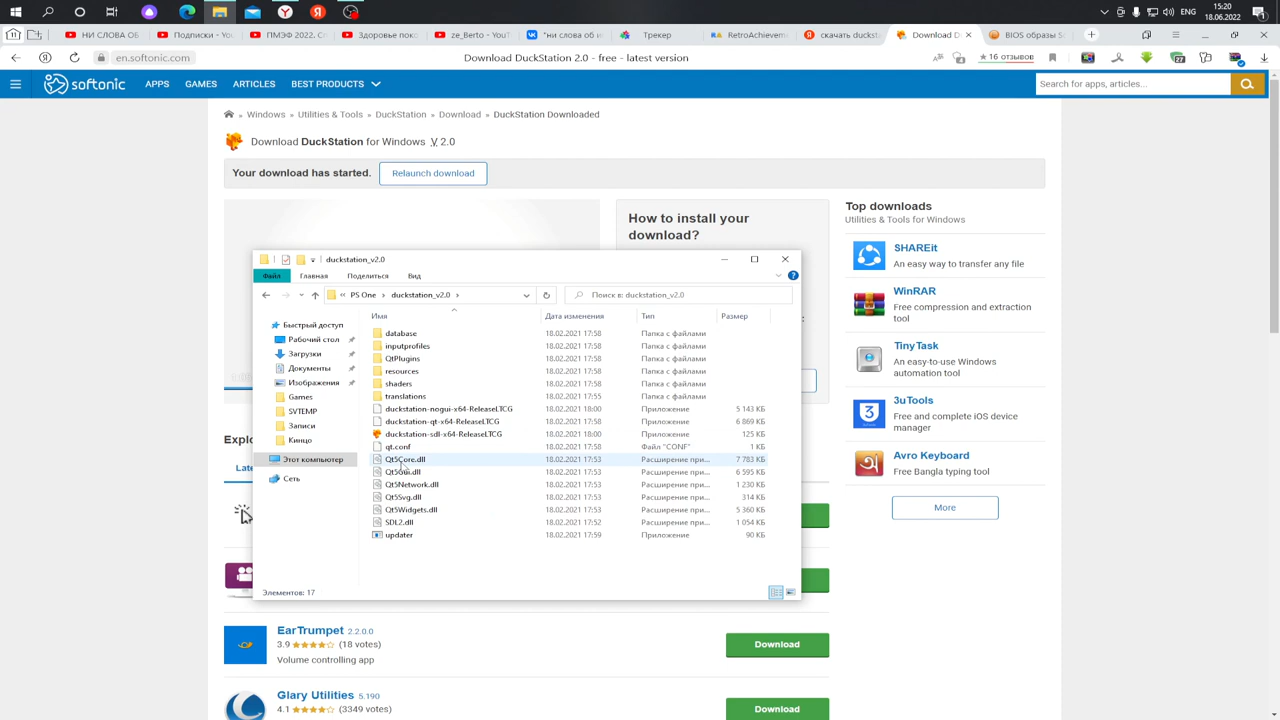 15:20
18.06.2022
НИ СЛОВА ОБ
Подписки - You
ПМЭФ 2022. С
Здоровье пок
ze_Berto - YouT
"ни слова об и
Трекер
RetroAchieveme
скачать duckst
Download D
BIOS образы So
en.softonic.com
Download DuckStation 2.0 - free - latest version
16 отзывов
27
softonic
APPS
GAMES
ARTICLES
BEST PRODUCTS
Search for apps, articles...
» Windows » Utilities & Tools » DuckStation » Download » DuckStation Downloaded
Download DuckStation for Windows V 2.0
Your download has started.
Relaunch download
How to install your
download?
Top downloads
Utilities & Tools for Windows
SHAREit
An easy way to transfer any file
WinRAR
Free compression and extraction
tool
TinyTask
An easy-to-use Windows
automation tool
3uTools
Free and complete iOS device
manager
Avro Keyboard
Free Bangla typing tool
More
duckstation_v2.0
Файл
Главная
Поделиться
Вид
PS One
duckstation_v2.0
Поиск в: duckstation_v2.0
Имя
Дата изменения
Тип
Размер
Быстрый доступ
Рабочий стол
Загрузки
Документы
Изображения
Games
SVTEMP
Записи
Кинцо
Этот компьютер
Сеть
database 18.02.2021 17:58 Папка с файлами
inputprofiles 18.02.2021 17:58 Папка с файлами
QtPlugins 18.02.2021 17:58 Папка с файлами
resources 18.02.2021 17:58 Папка с файлами
shaders 18.02.2021 17:58 Папка с файлами
translations 18.02.2021 17:55 Папка с файлами
duckstation-nogui-x64-ReleaseLTCG 18.02.2021 18:00 Приложение 5 143 КБ
duckstation-qt-x64-ReleaseLTCG 18.02.2021 17:58 Приложение 6 869 КБ
duckstation-sdl-x64-ReleaseLTCG 18.02.2021 18:00 Приложение 125 КБ
qt.conf 18.02.2021 17:58 Файл "CONF" 1 КБ
Qt5Core.dll 18.02.2021 17:53 Расширение при... 7 783 КБ
Qt5Gui.dll 18.02.2021 17:53 Расширение при... 6 595 КБ
Qt5Network.dll 18.02.2021 17:53 Расширение при... 1 230 КБ
Qt5Svg.dll 18.02.2021 17:53 Расширение при... 314 КБ
Qt5Widgets.dll 18.02.2021 17:53 Расширение при... 5 360 КБ
SDL2.dll 18.02.2021 17:52 Расширение при... 1 054 КБ
updater 18.02.2021 17:59 Приложение 90 КБ
Элементов: 17
Explo
Late
EarTrumpet 2.2.0.0
3.9 (18 votes)
Volume controlling app
Download
Glary Utilities 5.190
4.1 (3349 votes)
Download